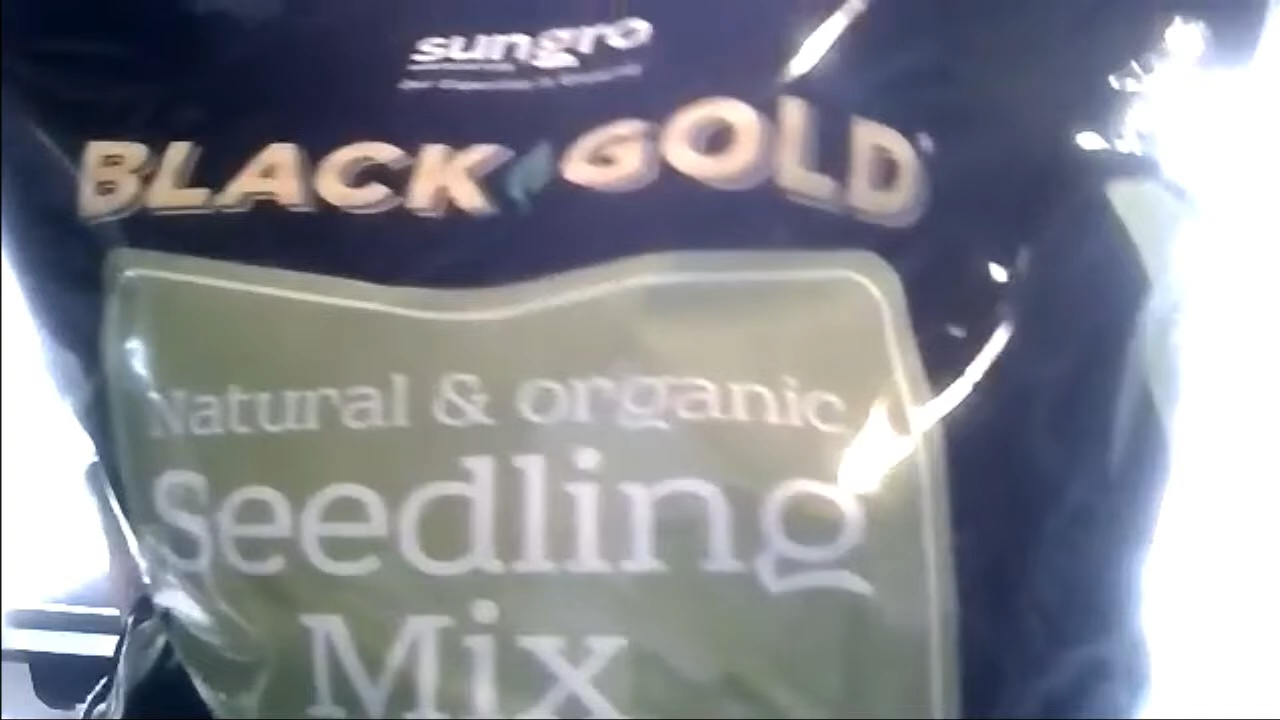 sungro
BLACK GOLD
Natural & organic
Seedling
Mix